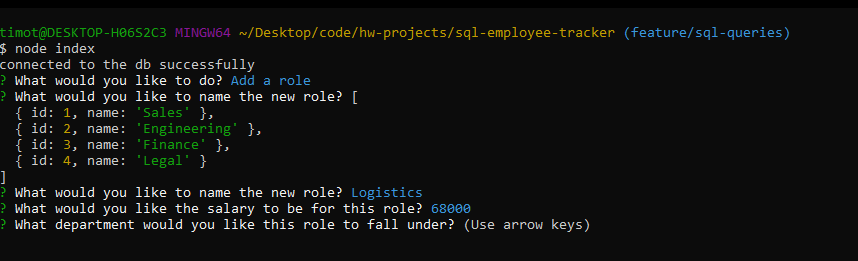 timot@DESKTOP-H06S2C3 MINGW64 ~/Desktop/code/hw-projects/sql-employee-tracker (feature/sql-queries)
$ node index
connected to the db successfully
? What would you like to do? Add a role
? What would you like to name the new role? [
  { id: 1, name: 'Sales' },
  { id: 2, name: 'Engineering' },
  { id: 3, name: 'Finance' },
  { id: 4, name: 'Legal' }
]
? What would you like to name the new role? Logistics
? What would you like the salary to be for this role? 68000
? What department would you like this role to fall under? (Use arrow keys)